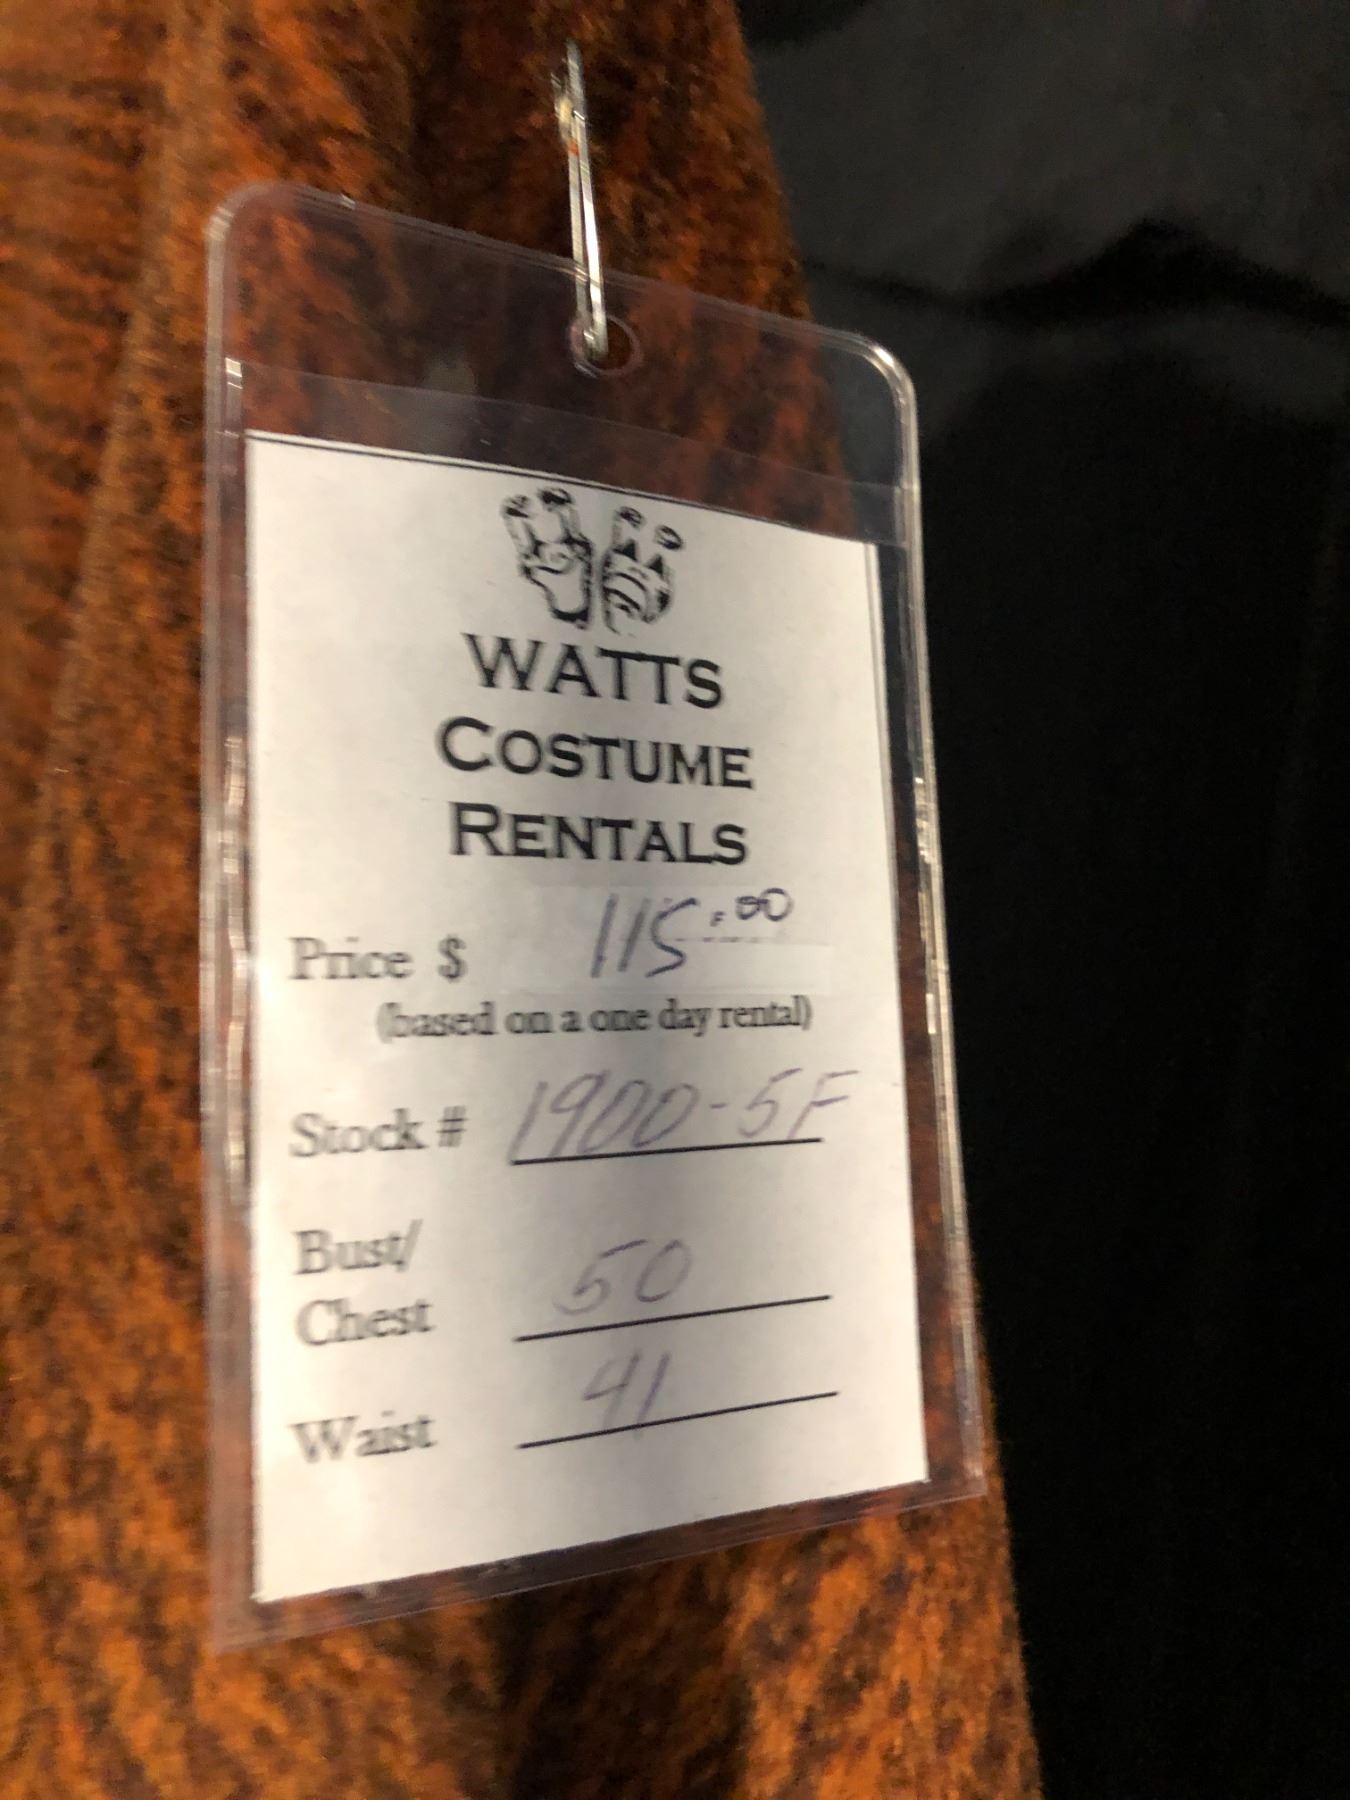 WATTS
COSTUME
RENTALS
Price $ 115.00
(based on a one day rental)
Stock # 1900-5F
Bust/
Chest 50
Waist 41